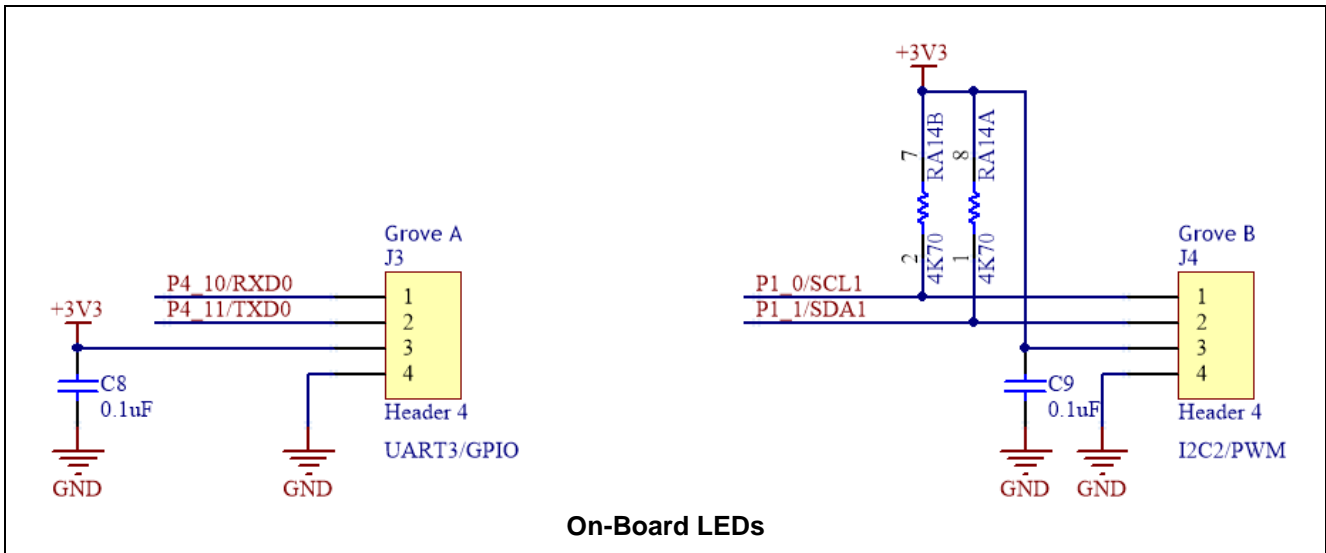 Grove A
J3
P4_10/RXD0
P4_11/TXD0
+3V3
1
2
3
4
C8
0.1uF
Header 4
UART3/GPIO
GND
GND
+3V3
7
RA14B
8
RA14A
2
4K70
1
4K70
Grove B
J4
P1_0/SCL1
P1_1/SDA1
1
2
3
4
C9
0.1uF
Header 4
I2C2/PWM
GND
GND
On-Board LEDs